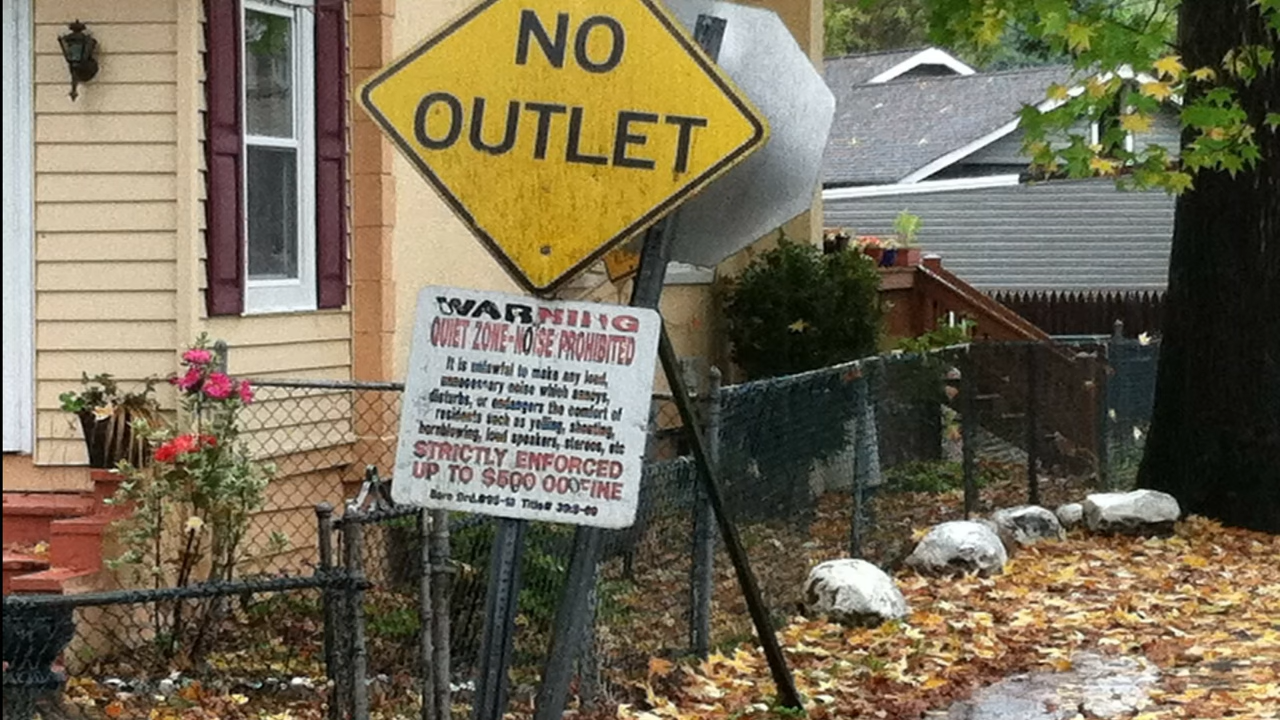 NO
OUTLET
WARNING
QUIET ZONE-NOISE PROHIBITED
It is unlawful to make any loud,
unnecessary noise which annoys,
disturbs, or endangers the comfort of
residents such as yelling, shouting,
hornblowing, loud speakers, stereos, etc
STRICTLY ENFORCED
UP TO $500 00 FINE
Boro Ord.